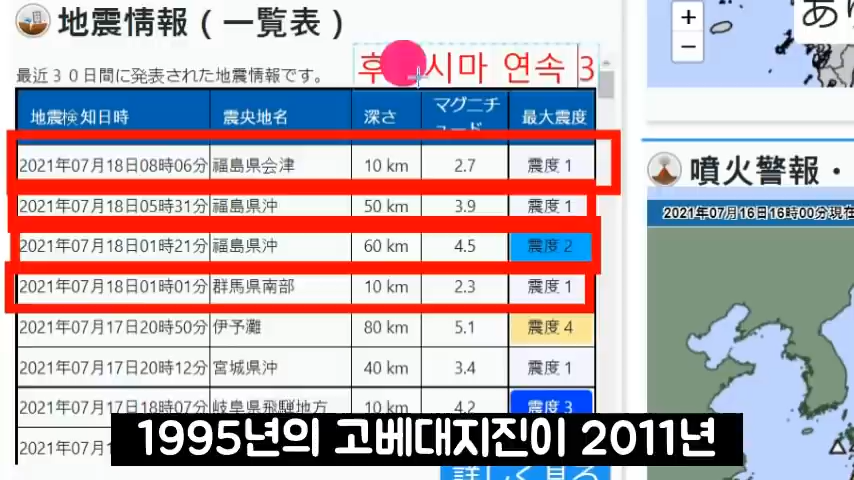 地震情報 ( 一覧表 )
最近３０日間に発表された地震情報です。
시마 연속 3
地震検知日時 震央地名 深さ マグニチュード 最大震度
2021年07月18日08時06分 福島県会津 10 km 2.7 震度 1
2021年07月18日05時31分 福島県沖 50 km 3.9 震度 1
2021年07月18日01時21分 福島県沖 60 km 4.5 震度 2
2021年07月18日01時01分 群馬県南部 10 km 2.3 震度 1
2021年07月17日20時50分 伊予灘 80 km 5.1 震度 4
2021年07月17日20時12分 宮城県沖 40 km 3.4 震度 1
2021年07月17日18時07分 岐阜県飛騨地方 10 km 4.2 震度 3
2021年07月1
1995년의 고베대지진이 2011년
+
−
あり
噴火警報・
2021年07月16日16時00分現在